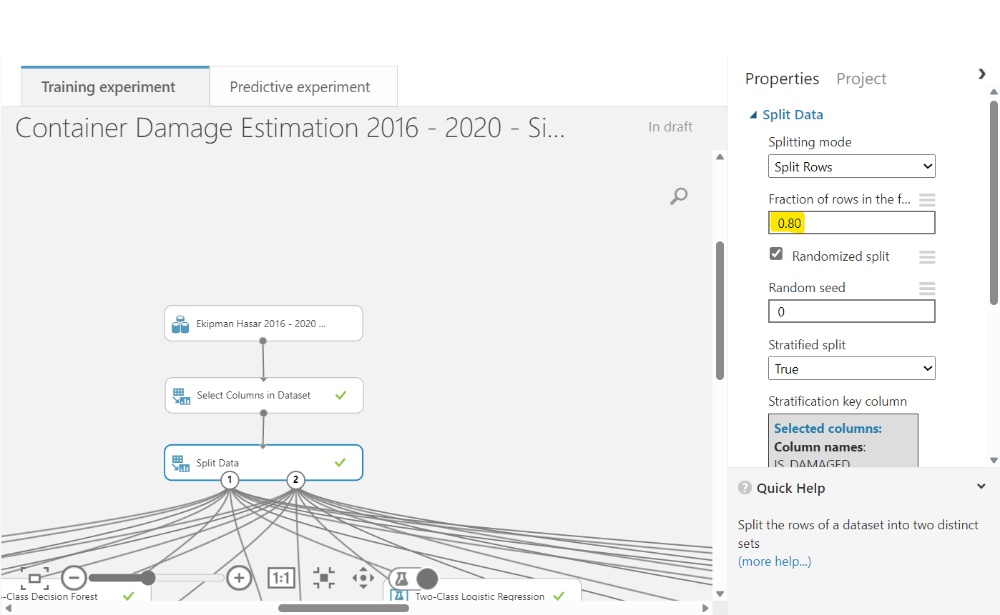 Training experiment
Predictive experiment
Container Damage Estimation 2016 - 2020 - Si...
In draft
Ekipman Hasar 2016 - 2020 ...
Select Columns in Dataset
Split Data
1
2
1:1
-Class Decision Forest
Two-Class Logistic Regression
Properties
Project
Split Data
Splitting mode
Split Rows
Fraction of rows in the f...
0.80
Randomized split
Random seed
0
Stratified split
True
Stratification key column
Selected columns:
Column names:
IS_DAMAGED
? Quick Help
Split the rows of a dataset into two distinct
sets
(more help...)